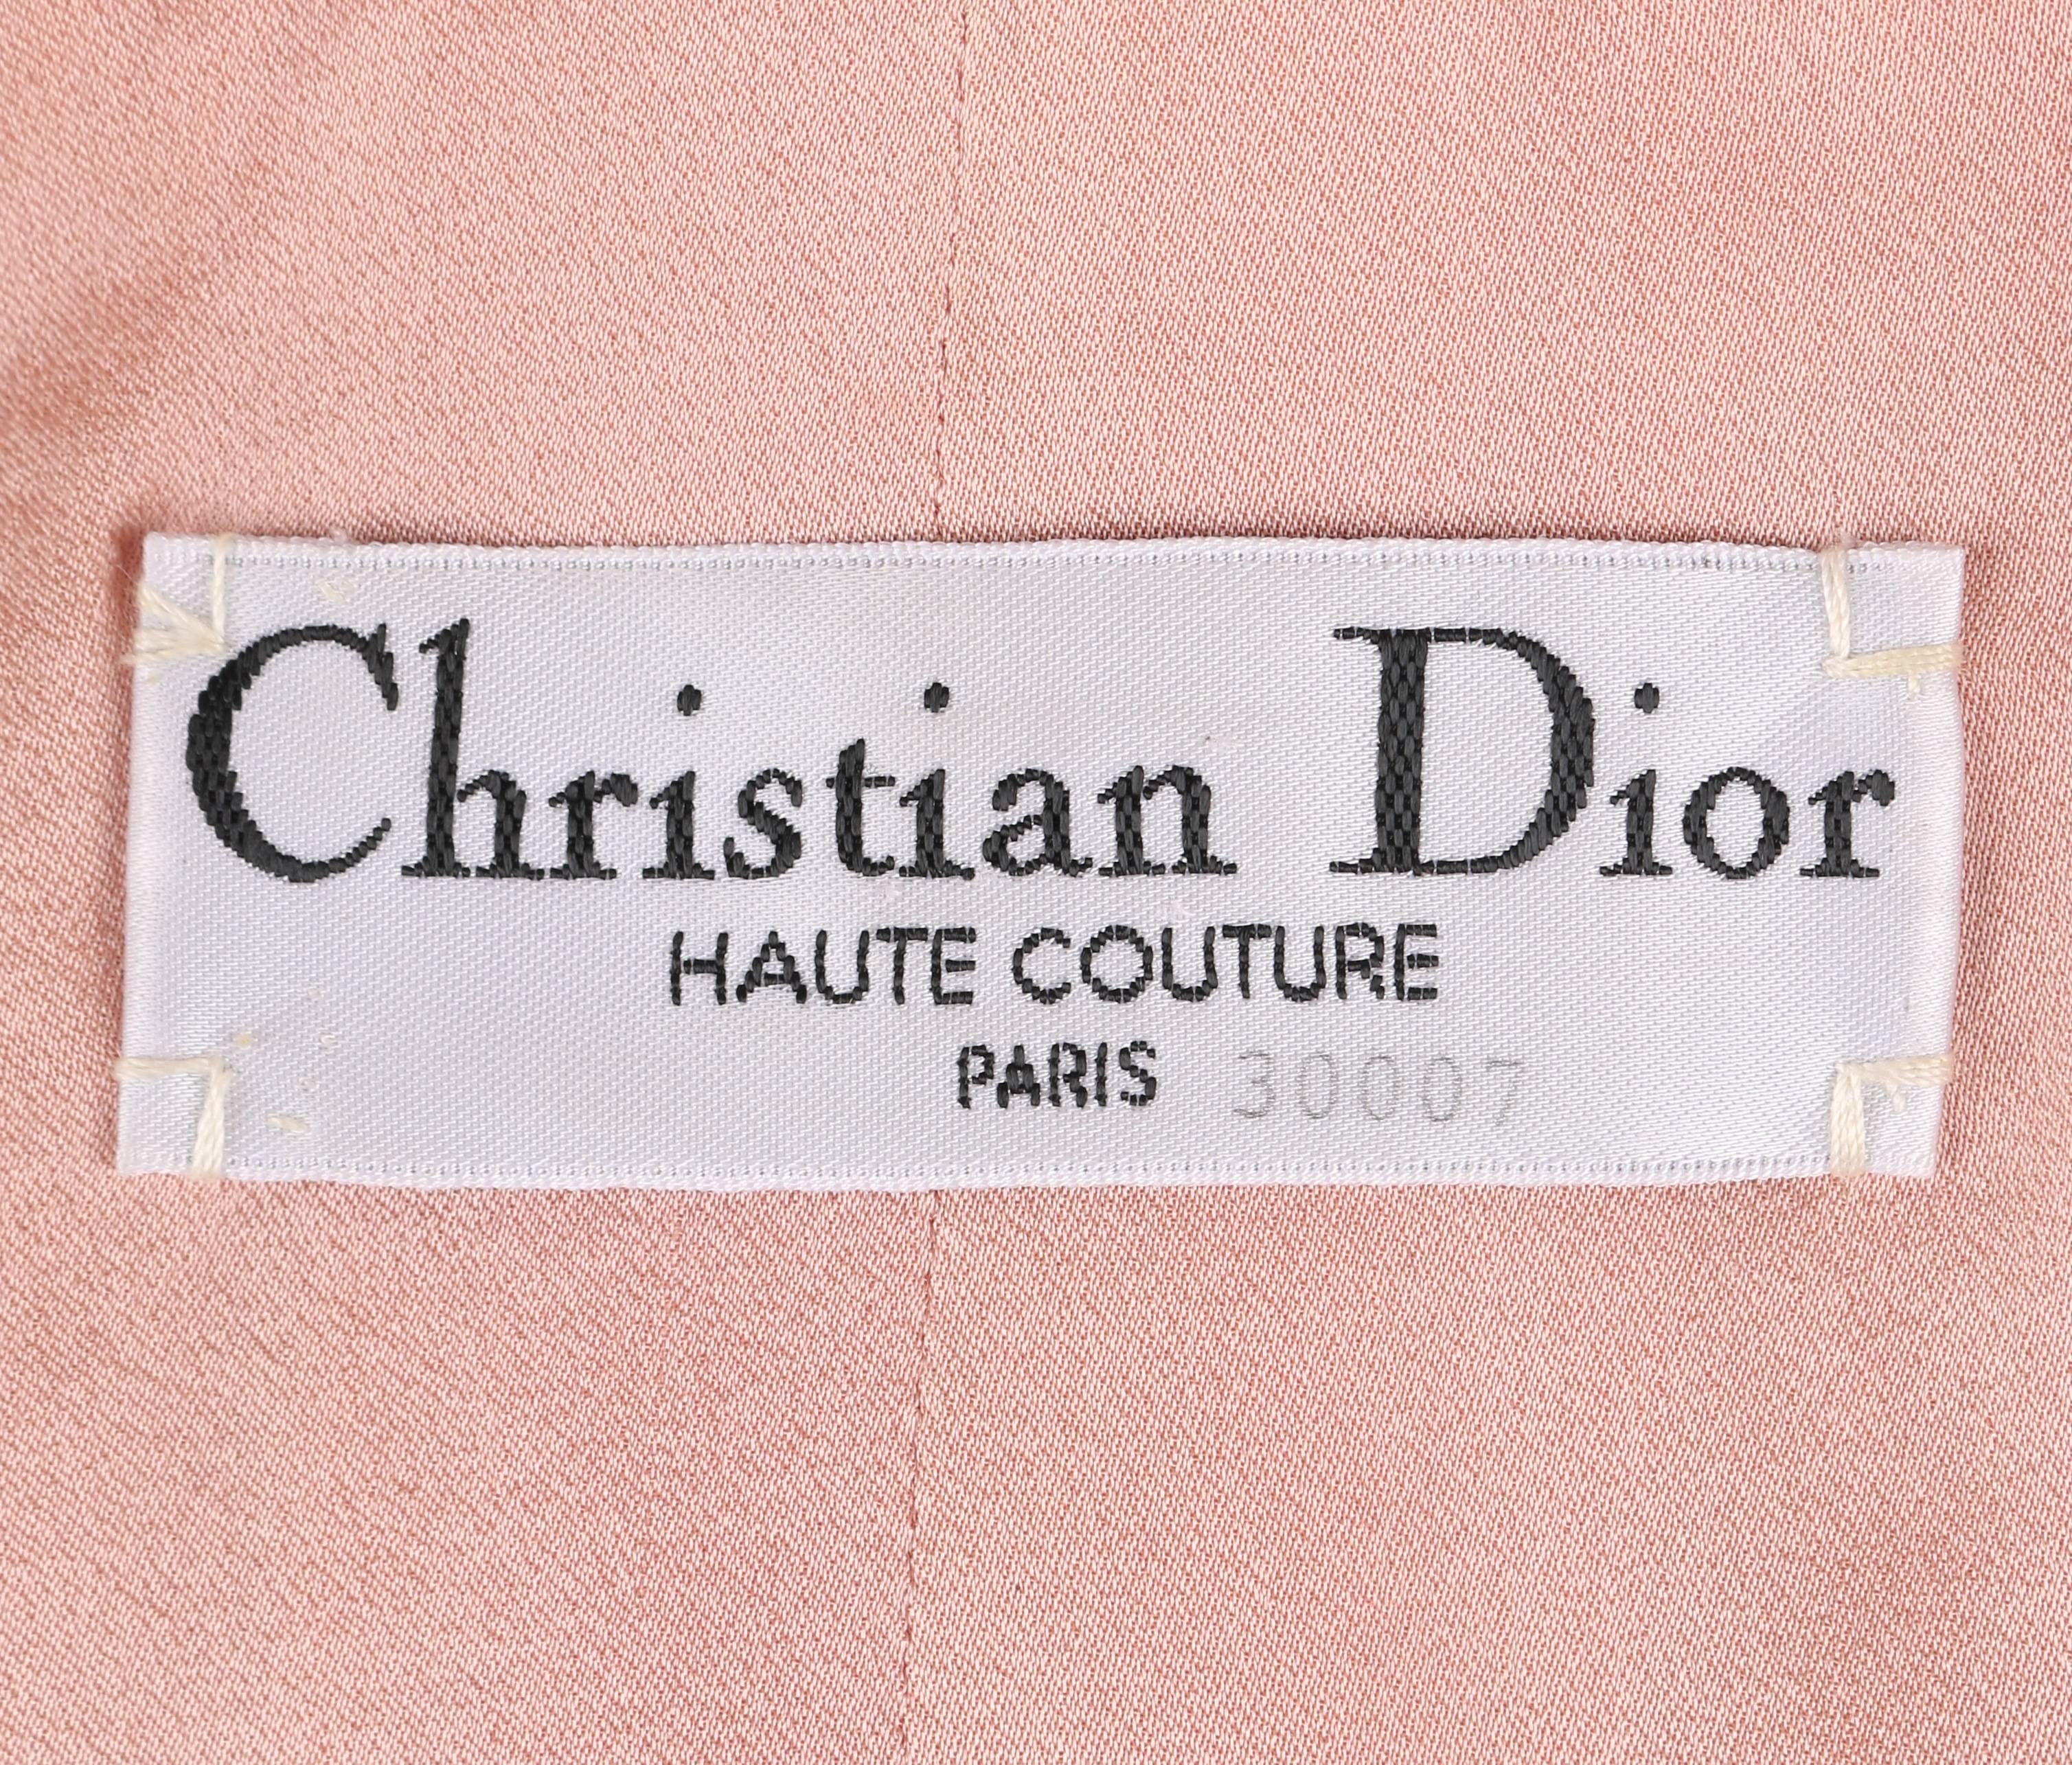 Christian Dior
HAUTE COUTURE
PARIS 30007